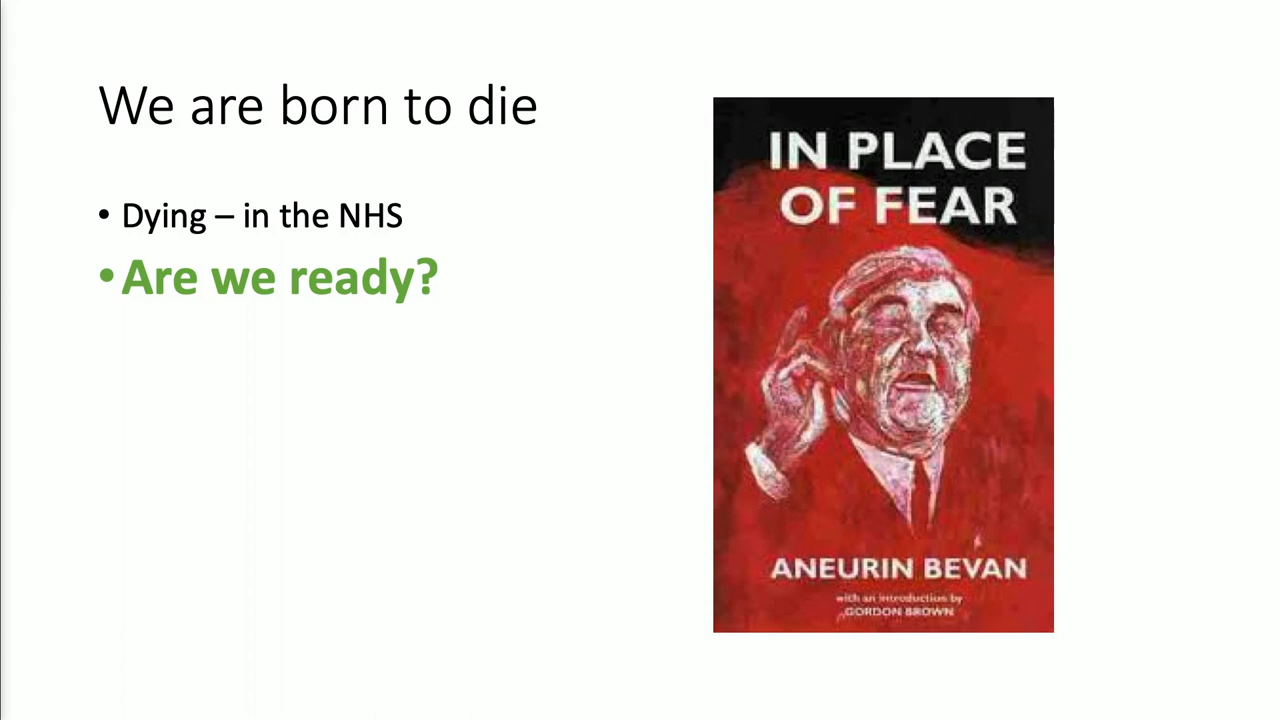 We are born to die
• Dying – in the NHS
• Are we ready?
IN PLACE
OF FEAR
ANEURIN BEVAN
with an introduction by
GORDON BROWN